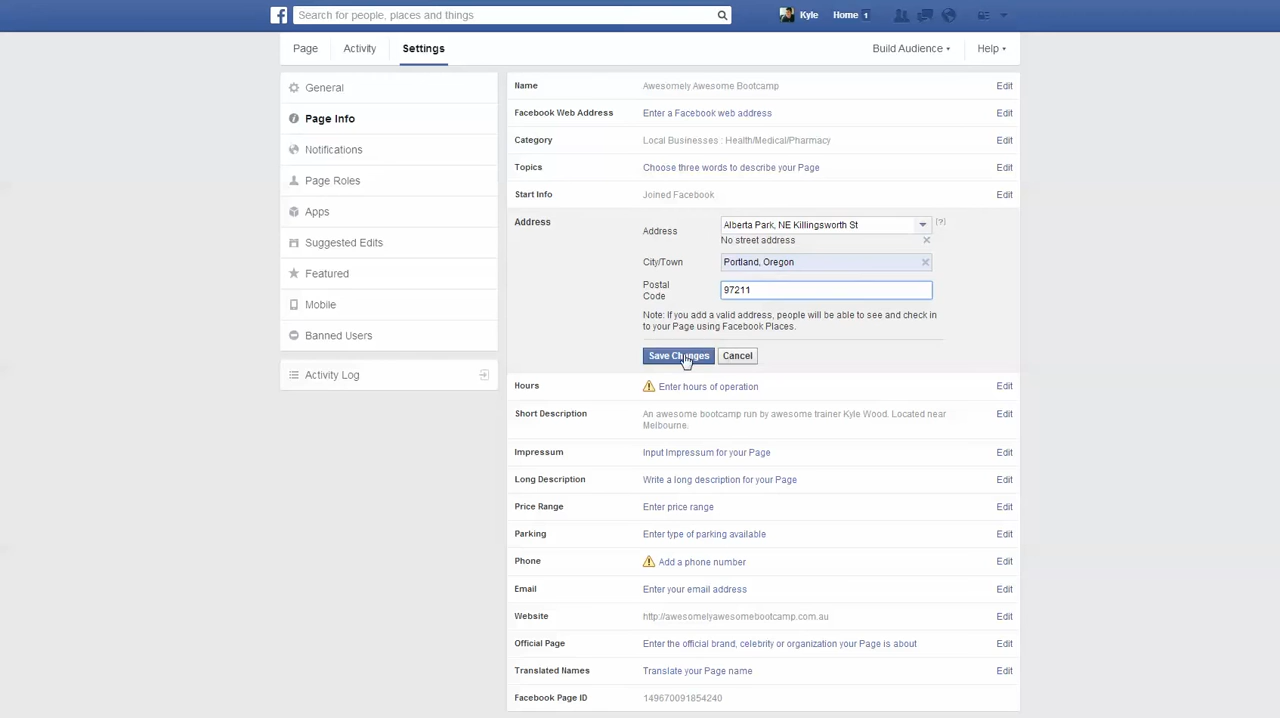 f Search for people, places and things Kyle Home 1
Page Activity Settings Build Audience Help
General
Page Info
Notifications
Page Roles
Apps
Suggested Edits
Featured
Mobile
Banned Users
Activity Log
Name Awesomely Awesome Bootcamp Edit
Facebook Web Address Enter a Facebook web address Edit
Category Local Businesses : Health/Medical/Pharmacy Edit
Topics Choose three words to describe your Page Edit
Start Info Joined Facebook Edit
Address
Address Alberta Park, NE Killingsworth St [?]
No street address
City/Town Portland, Oregon
Postal
Code 97211
Note: If you add a valid address, people will be able to see and check in
to your Page using Facebook Places.
Save Changes Cancel
Hours Enter hours of operation Edit
Short Description An awesome bootcamp run by awesome trainer Kyle Wood. Located near Edit
Melbourne.
Impressum Input Impressum for your Page Edit
Long Description Write a long description for your Page Edit
Price Range Enter price range Edit
Parking Enter type of parking available Edit
Phone Add a phone number Edit
Email Enter your email address Edit
Website http://awesomelyawesomebootcamp.com.au Edit
Official Page Enter the official brand, celebrity or organization your Page is about Edit
Translated Names Translate your Page name Edit
Facebook Page ID 149670091854240